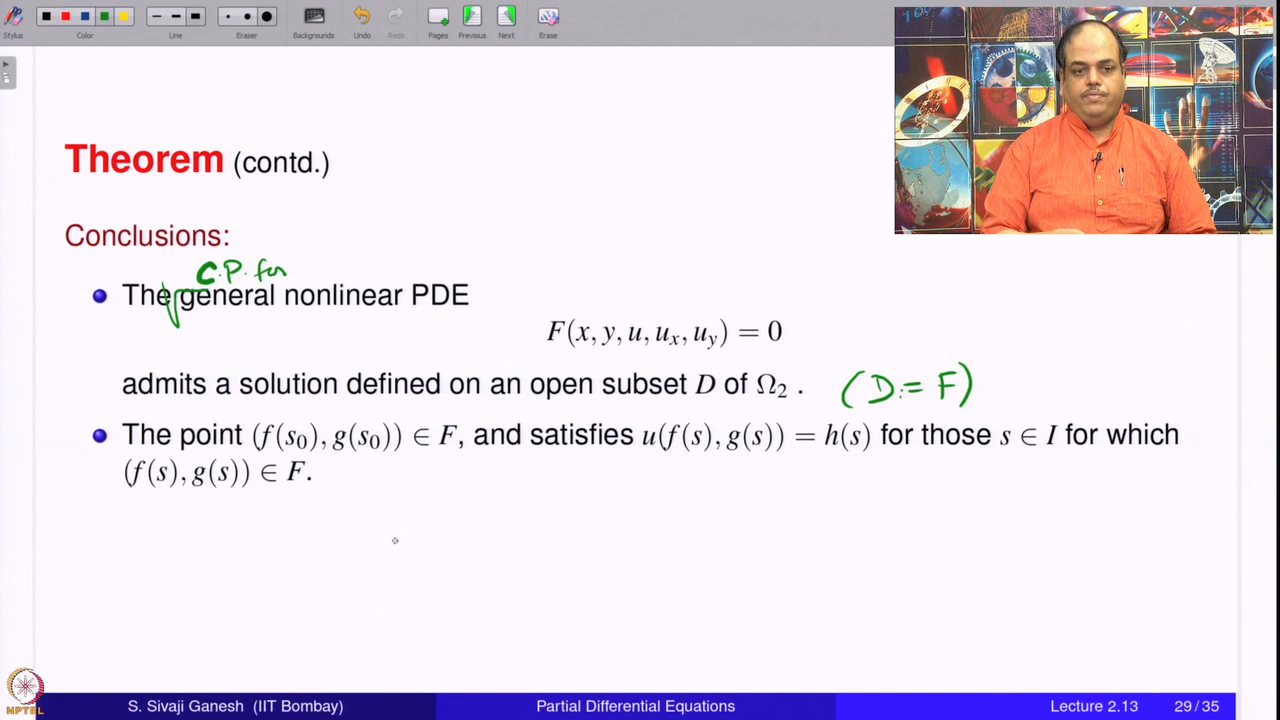 Stylus
Color
Line
Eraser
Backgrounds
Undo
Redo
Pages
Previous
Next
Erase
Theorem (contd.)
Conclusions:
C.P. for
The general nonlinear PDE
F(x, y, u, uₓ, u_y) = 0
admits a solution defined on an open subset D of Ω₂ . (D := F)
The point (f(s₀), g(s₀)) ∈ F, and satisfies u(f(s), g(s)) = h(s) for those s ∈ I for which
(f(s), g(s)) ∈ F.
NPTEL
S. Sivaji Ganesh (IIT Bombay)
Partial Differential Equations
Lecture 2.13
29 / 35